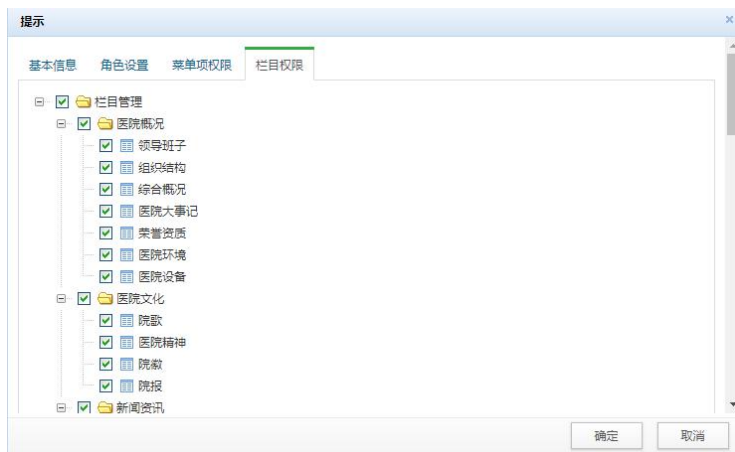 提示
基本信息 角色设置 菜单项权限 栏目权限
栏目管理
医院概况
领导班子
组织结构
综合概况
医院大事记
荣誉资质
医院环境
医院设备
医院文化
院歌
医院精神
院徽
院报
新闻资讯
确定 取消